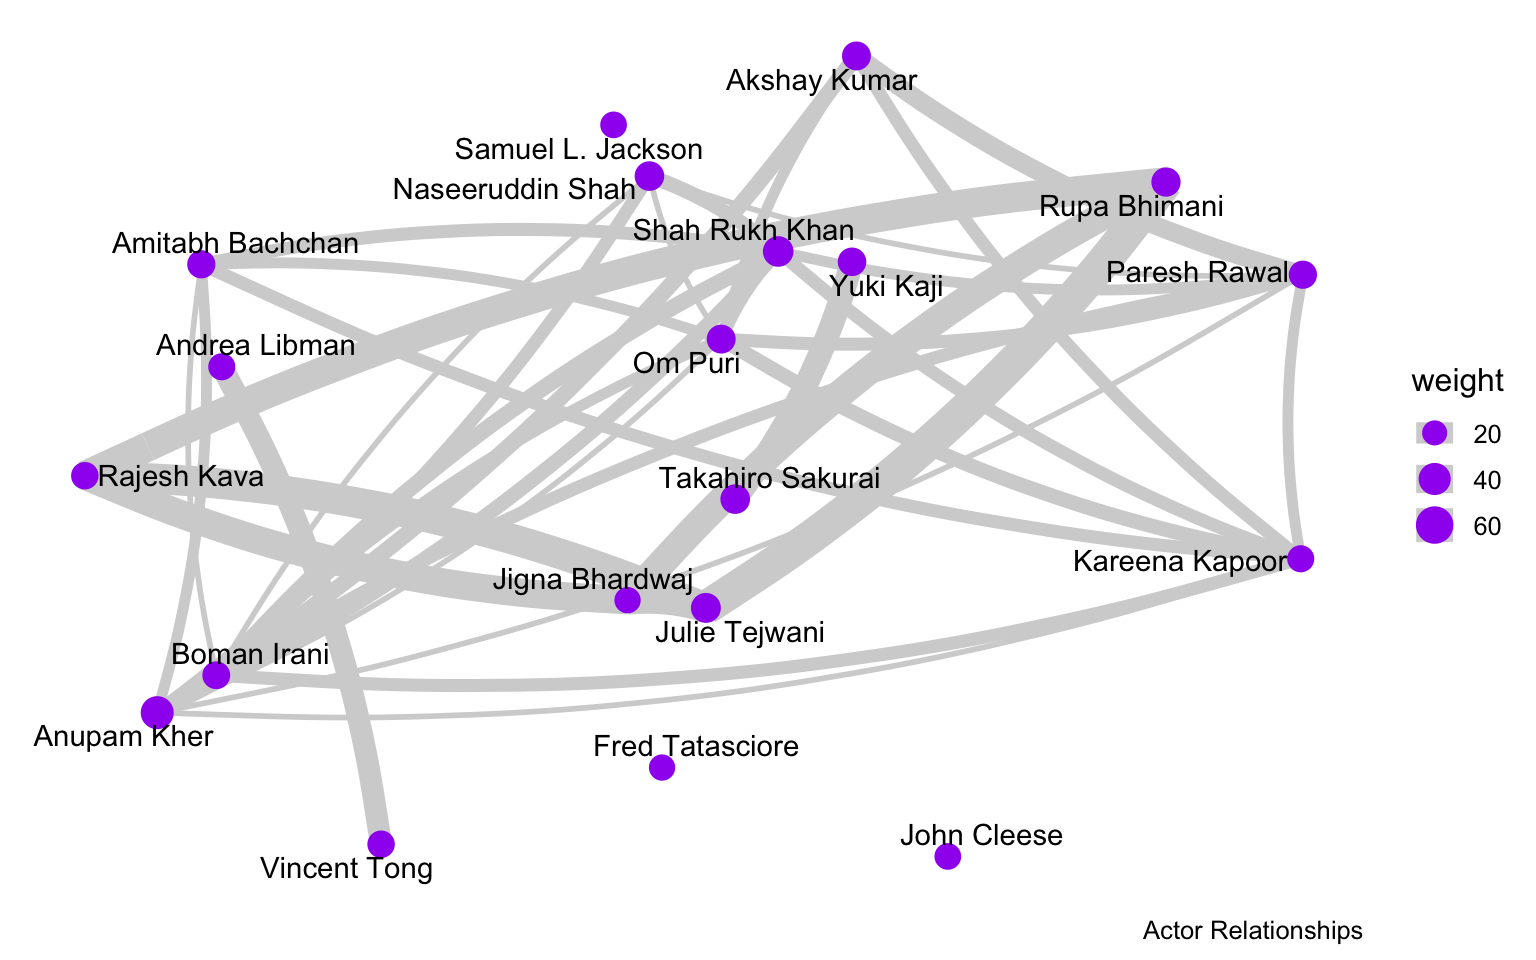 Akshay Kumar
Samuel L. Jackson
Naseeruddin Shah
Rupa Bhimani
Shah Rukh Khan
Amitabh Bachchan
Paresh Rawal
Yuki Kaji
Andrea Libman
Om Puri
weight
20
40
60
Rajesh Kava
Takahiro Sakurai
Kareena Kapoor
Jigna Bhardwaj
Julie Tejwani
Boman Irani
Anupam Kher
Fred Tatasciore
John Cleese
Vincent Tong
Actor Relationships